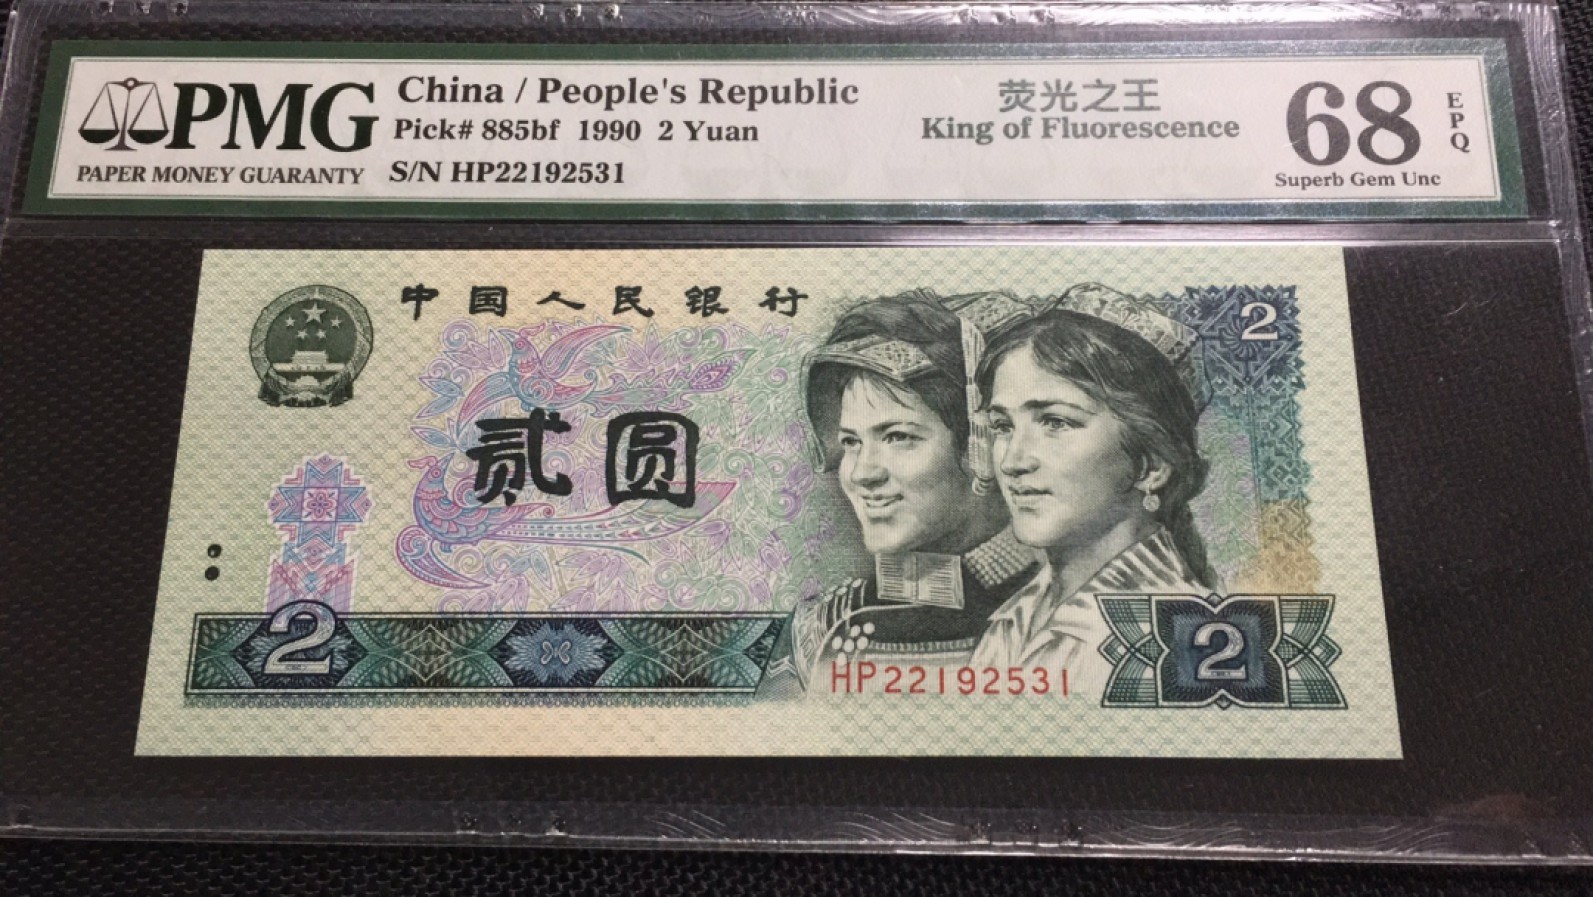 PMG
PAPER MONEY GUARANTY
China / People's Republic
Pick# 885bf 1990 2 Yuan
S/N HP22192531
荧光之王
King of Fluorescence
68
EPQ
Superb Gem Unc
中国人民银行
2
贰圆
2
2
HP22192531